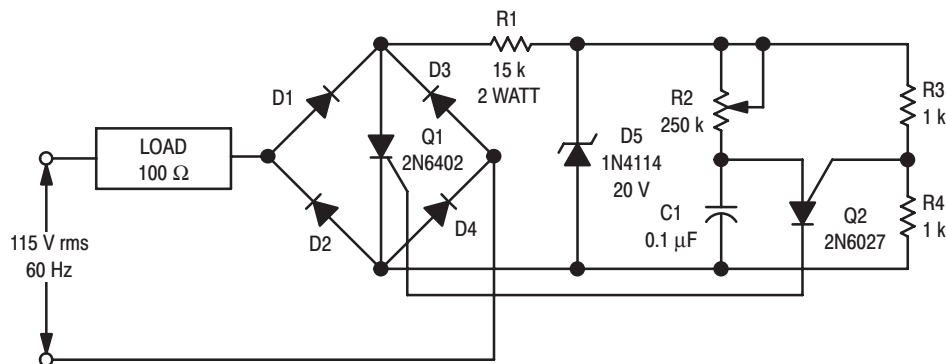 R1
15 k
2 WATT
D1
D3
Q1
2N6402
D2
D4
LOAD
100 Ω
115 V rms
60 Hz
D5
1N4114
20 V
R2
250 k
C1
0.1 μF
Q2
2N6027
R3
1 k
R4
1 k